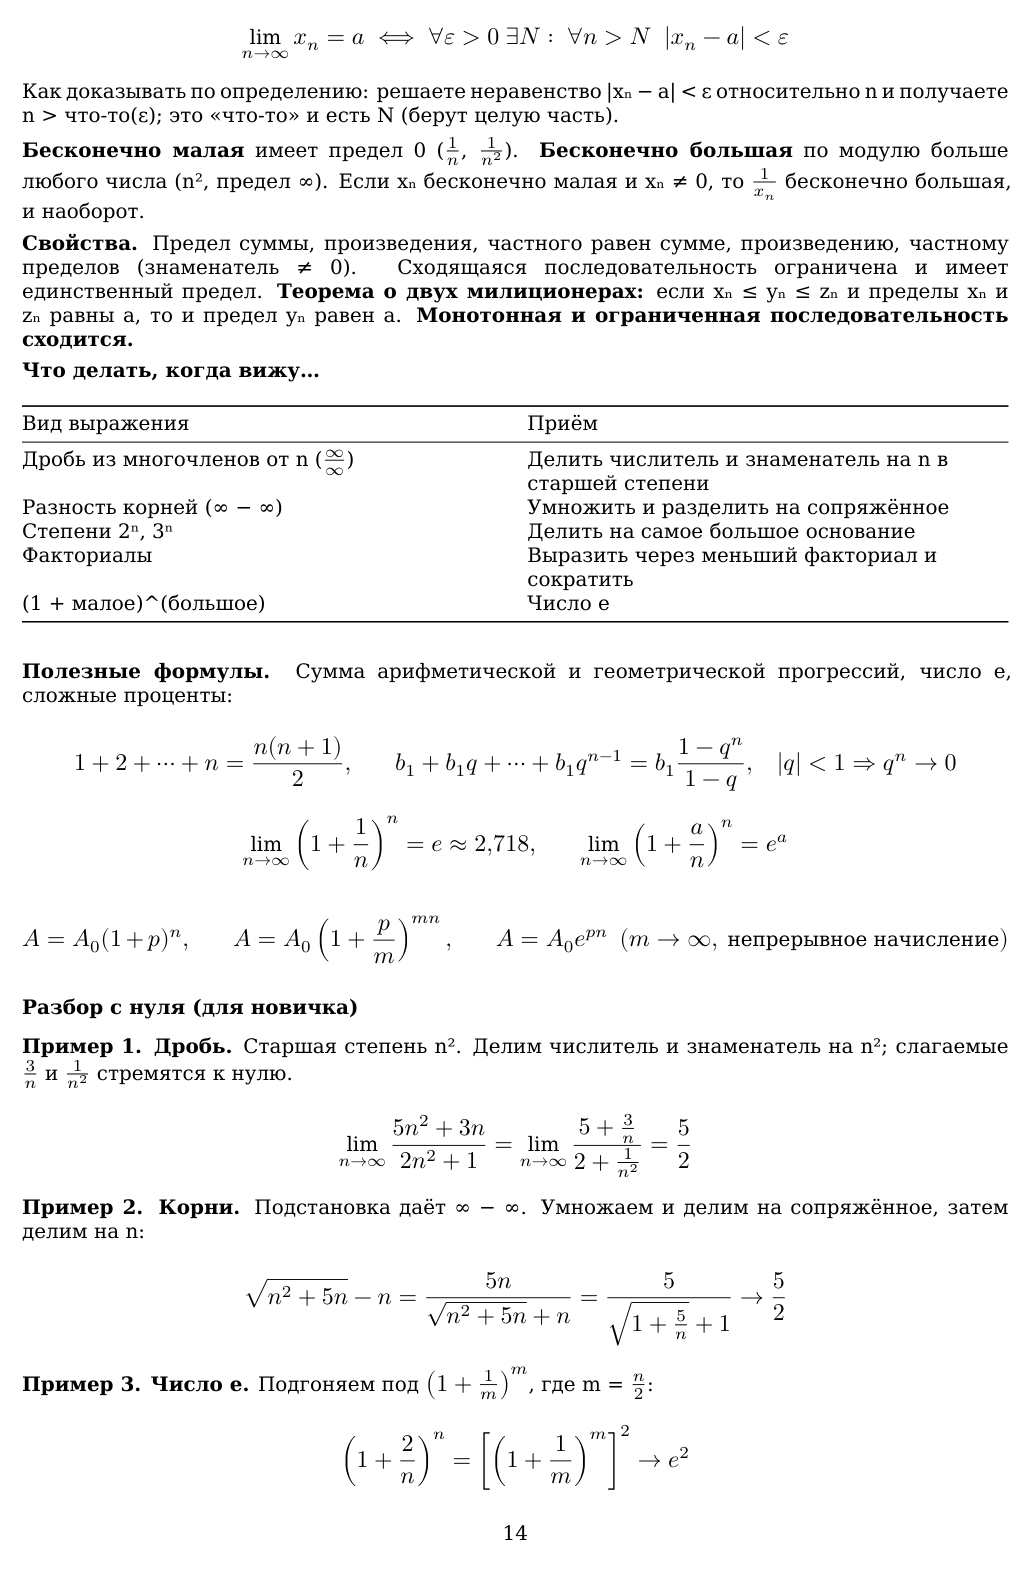 lim n→∞ xₙ = a ⟺ ∀ε > 0 ∃N : ∀n > N |xₙ − a| < ε
Как доказывать по определению: решаете неравенство |xₙ − a| < ε относительно n и получаете
n > что-то(ε); это «что-то» и есть N (берут целую часть).
Бесконечно малая имеет предел 0 (1/n, 1/n²). Бесконечно большая по модулю больше
любого числа (n², предел ∞). Если xₙ бесконечно малая и xₙ ≠ 0, то 1/xₙ бесконечно большая,
и наоборот.
Свойства. Предел суммы, произведения, частного равен сумме, произведению, частному
пределов (знаменатель ≠ 0). Сходящаяся последовательность ограничена и имеет
единственный предел. Теорема о двух милиционерах: если xₙ ≤ yₙ ≤ zₙ и пределы xₙ и
zₙ равны a, то и предел yₙ равен a. Монотонная и ограниченная последовательность
сходится.
Что делать, когда вижу…
Вид выражения Приём
Дробь из многочленов от n (∞/∞) Делить числитель и знаменатель на n в
старшей степени
Разность корней (∞ − ∞) Умножить и разделить на сопряжённое
Степени 2ⁿ, 3ⁿ Делить на самое большое основание
Факториалы Выразить через меньший факториал и
сократить
(1 + малое)^(большое) Число e
Полезные формулы. Сумма арифметической и геометрической прогрессий, число e,
сложные проценты:
1 + 2 + ⋯ + n = n(n + 1)/2, b₁ + b₁q + ⋯ + b₁qⁿ⁻¹ = b₁ (1 − qⁿ)/(1 − q), |q| < 1 ⇒ qⁿ → 0
lim n→∞ (1 + 1/n)ⁿ = e ≈ 2,718, lim n→∞ (1 + a/n)ⁿ = eᵃ
A = A₀(1 + p)ⁿ, A = A₀ (1 + p/m)ᵐⁿ, A = A₀eᵖⁿ (m → ∞, непрерывное начисление)
Разбор с нуля (для новичка)
Пример 1. Дробь. Старшая степень n². Делим числитель и знаменатель на n²; слагаемые
3/n и 1/n² стремятся к нулю.
lim n→∞ (5n² + 3n)/(2n² + 1) = lim n→∞ (5 + 3/n)/(2 + 1/n²) = 5/2
Пример 2. Корни. Подстановка даёт ∞ − ∞. Умножаем и делим на сопряжённое, затем
делим на n:
√(n² + 5n) − n = 5n/(√(n² + 5n) + n) = 5/(√(1 + 5/n) + 1) → 5/2
Пример 3. Число e. Подгоняем под (1 + 1/m)ᵐ, где m = n/2:
(1 + 2/n)ⁿ = [(1 + 1/m)ᵐ]² → e²
14